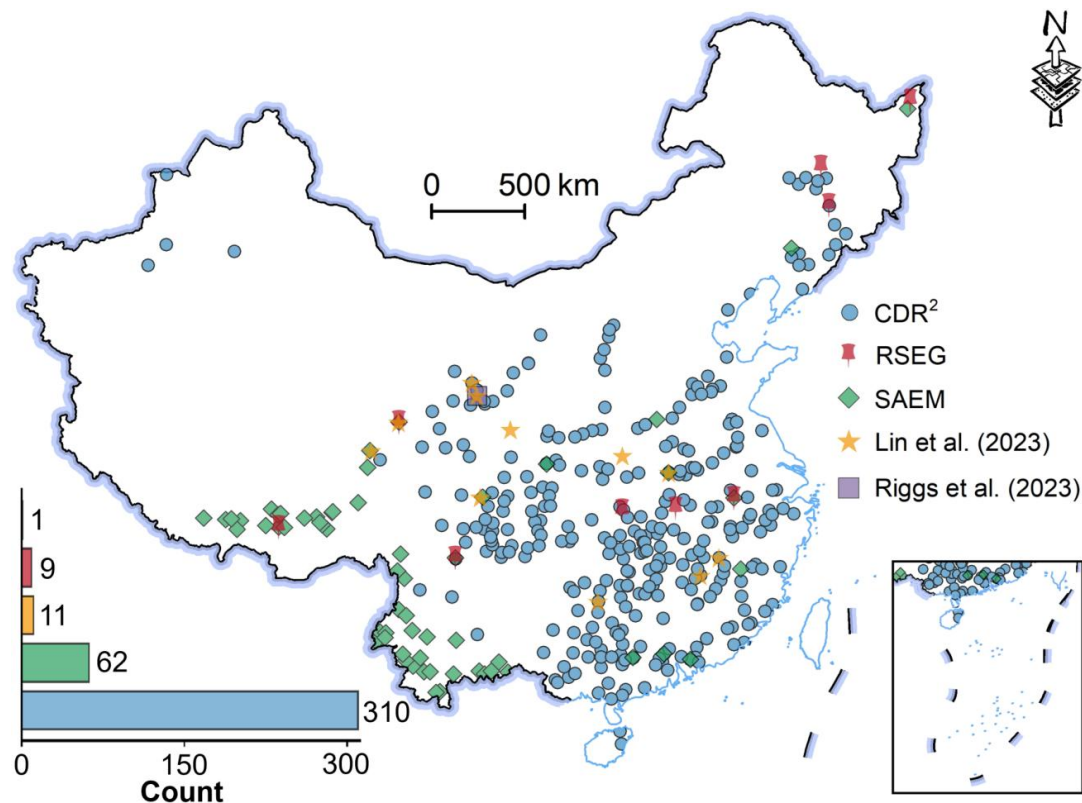 N
0 500 km
CDR²
RSEG
SAEM
Lin et al. (2023)
Riggs et al. (2023)
1
9
11
62
310
0 150 300
Count